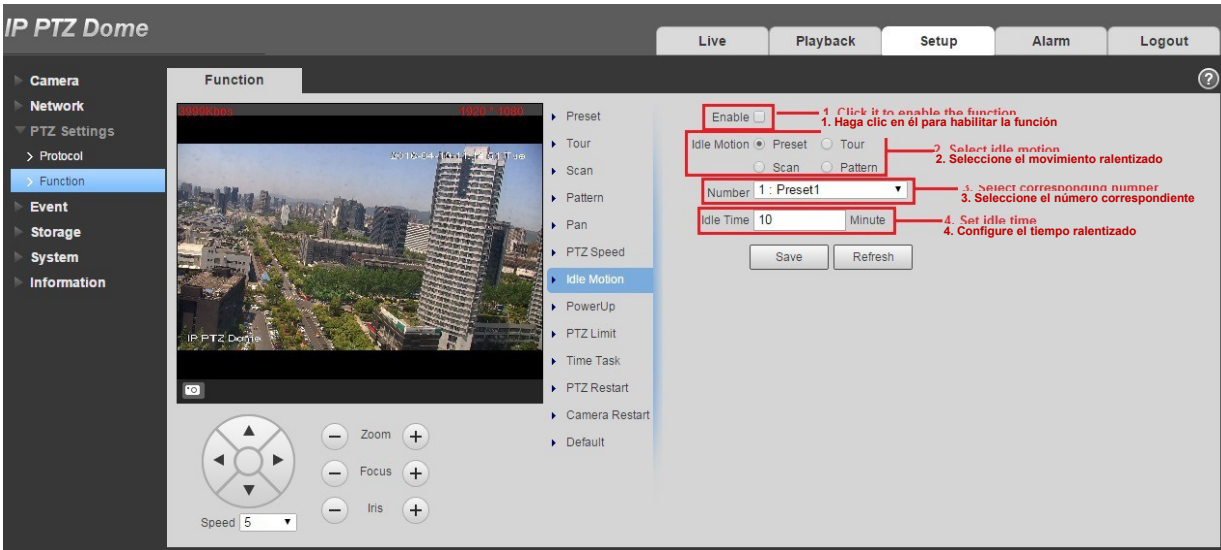 IP PTZ Dome
Live
Playback
Setup
Alarm
Logout
Camera
Network
PTZ Settings
Protocol
Function
Event
Storage
System
Information
Function
?
3999Kbps 1920 * 1080
Tue
IP PTZ Dome
Zoom
Focus
Iris
Speed 5
Preset
Tour
Scan
Pattern
Pan
PTZ Speed
Idle Motion
PowerUp
PTZ Limit
Time Task
PTZ Restart
Camera Restart
Default
Enable
1. Click it to enable the function
1. Haga clic en él para habilitar la función
Idle Motion Preset Tour
Scan Pattern
2. Select idle motion
2. Seleccione el movimiento ralentizado
Number 1 : Preset1
3. Select corresponding number
3. Seleccione el número correspondiente
Idle Time 10 Minute
4. Set idle time
4. Configure el tiempo ralentizado
Save
Refresh